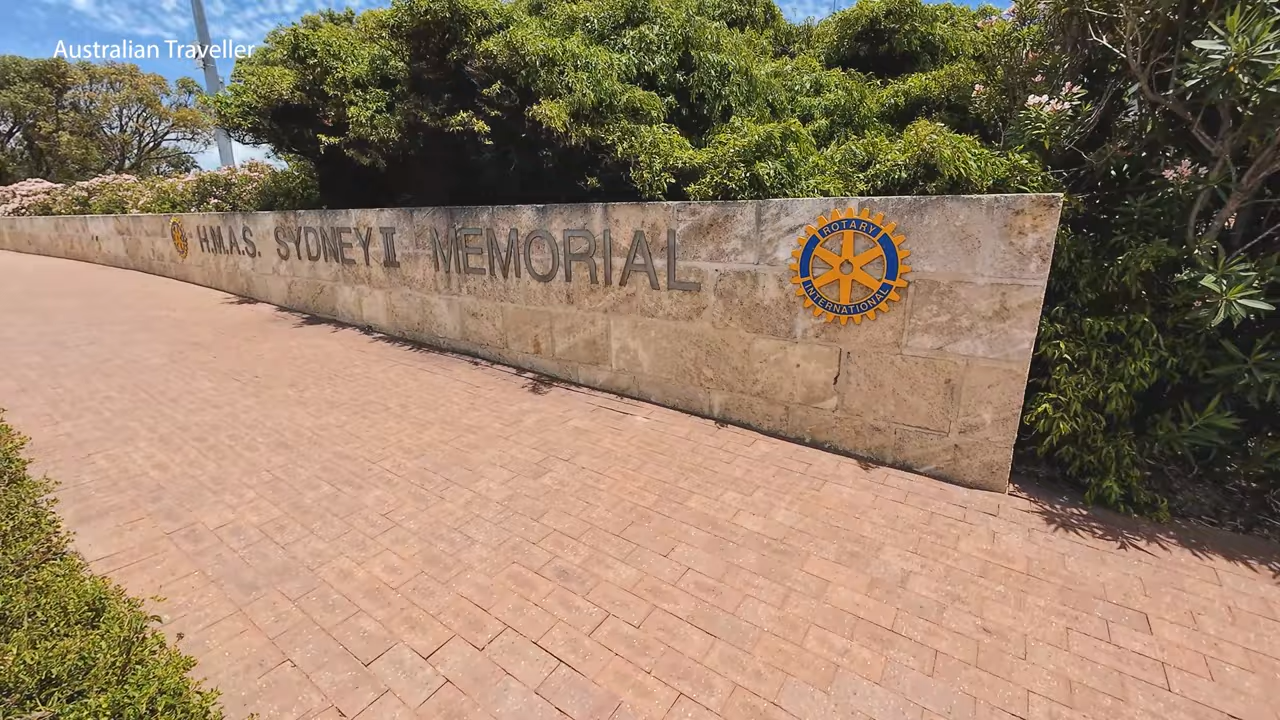 Australian Traveller
H.M.A.S. SYDNEY II MEMORIAL
ROTARY
INTERNATIONAL